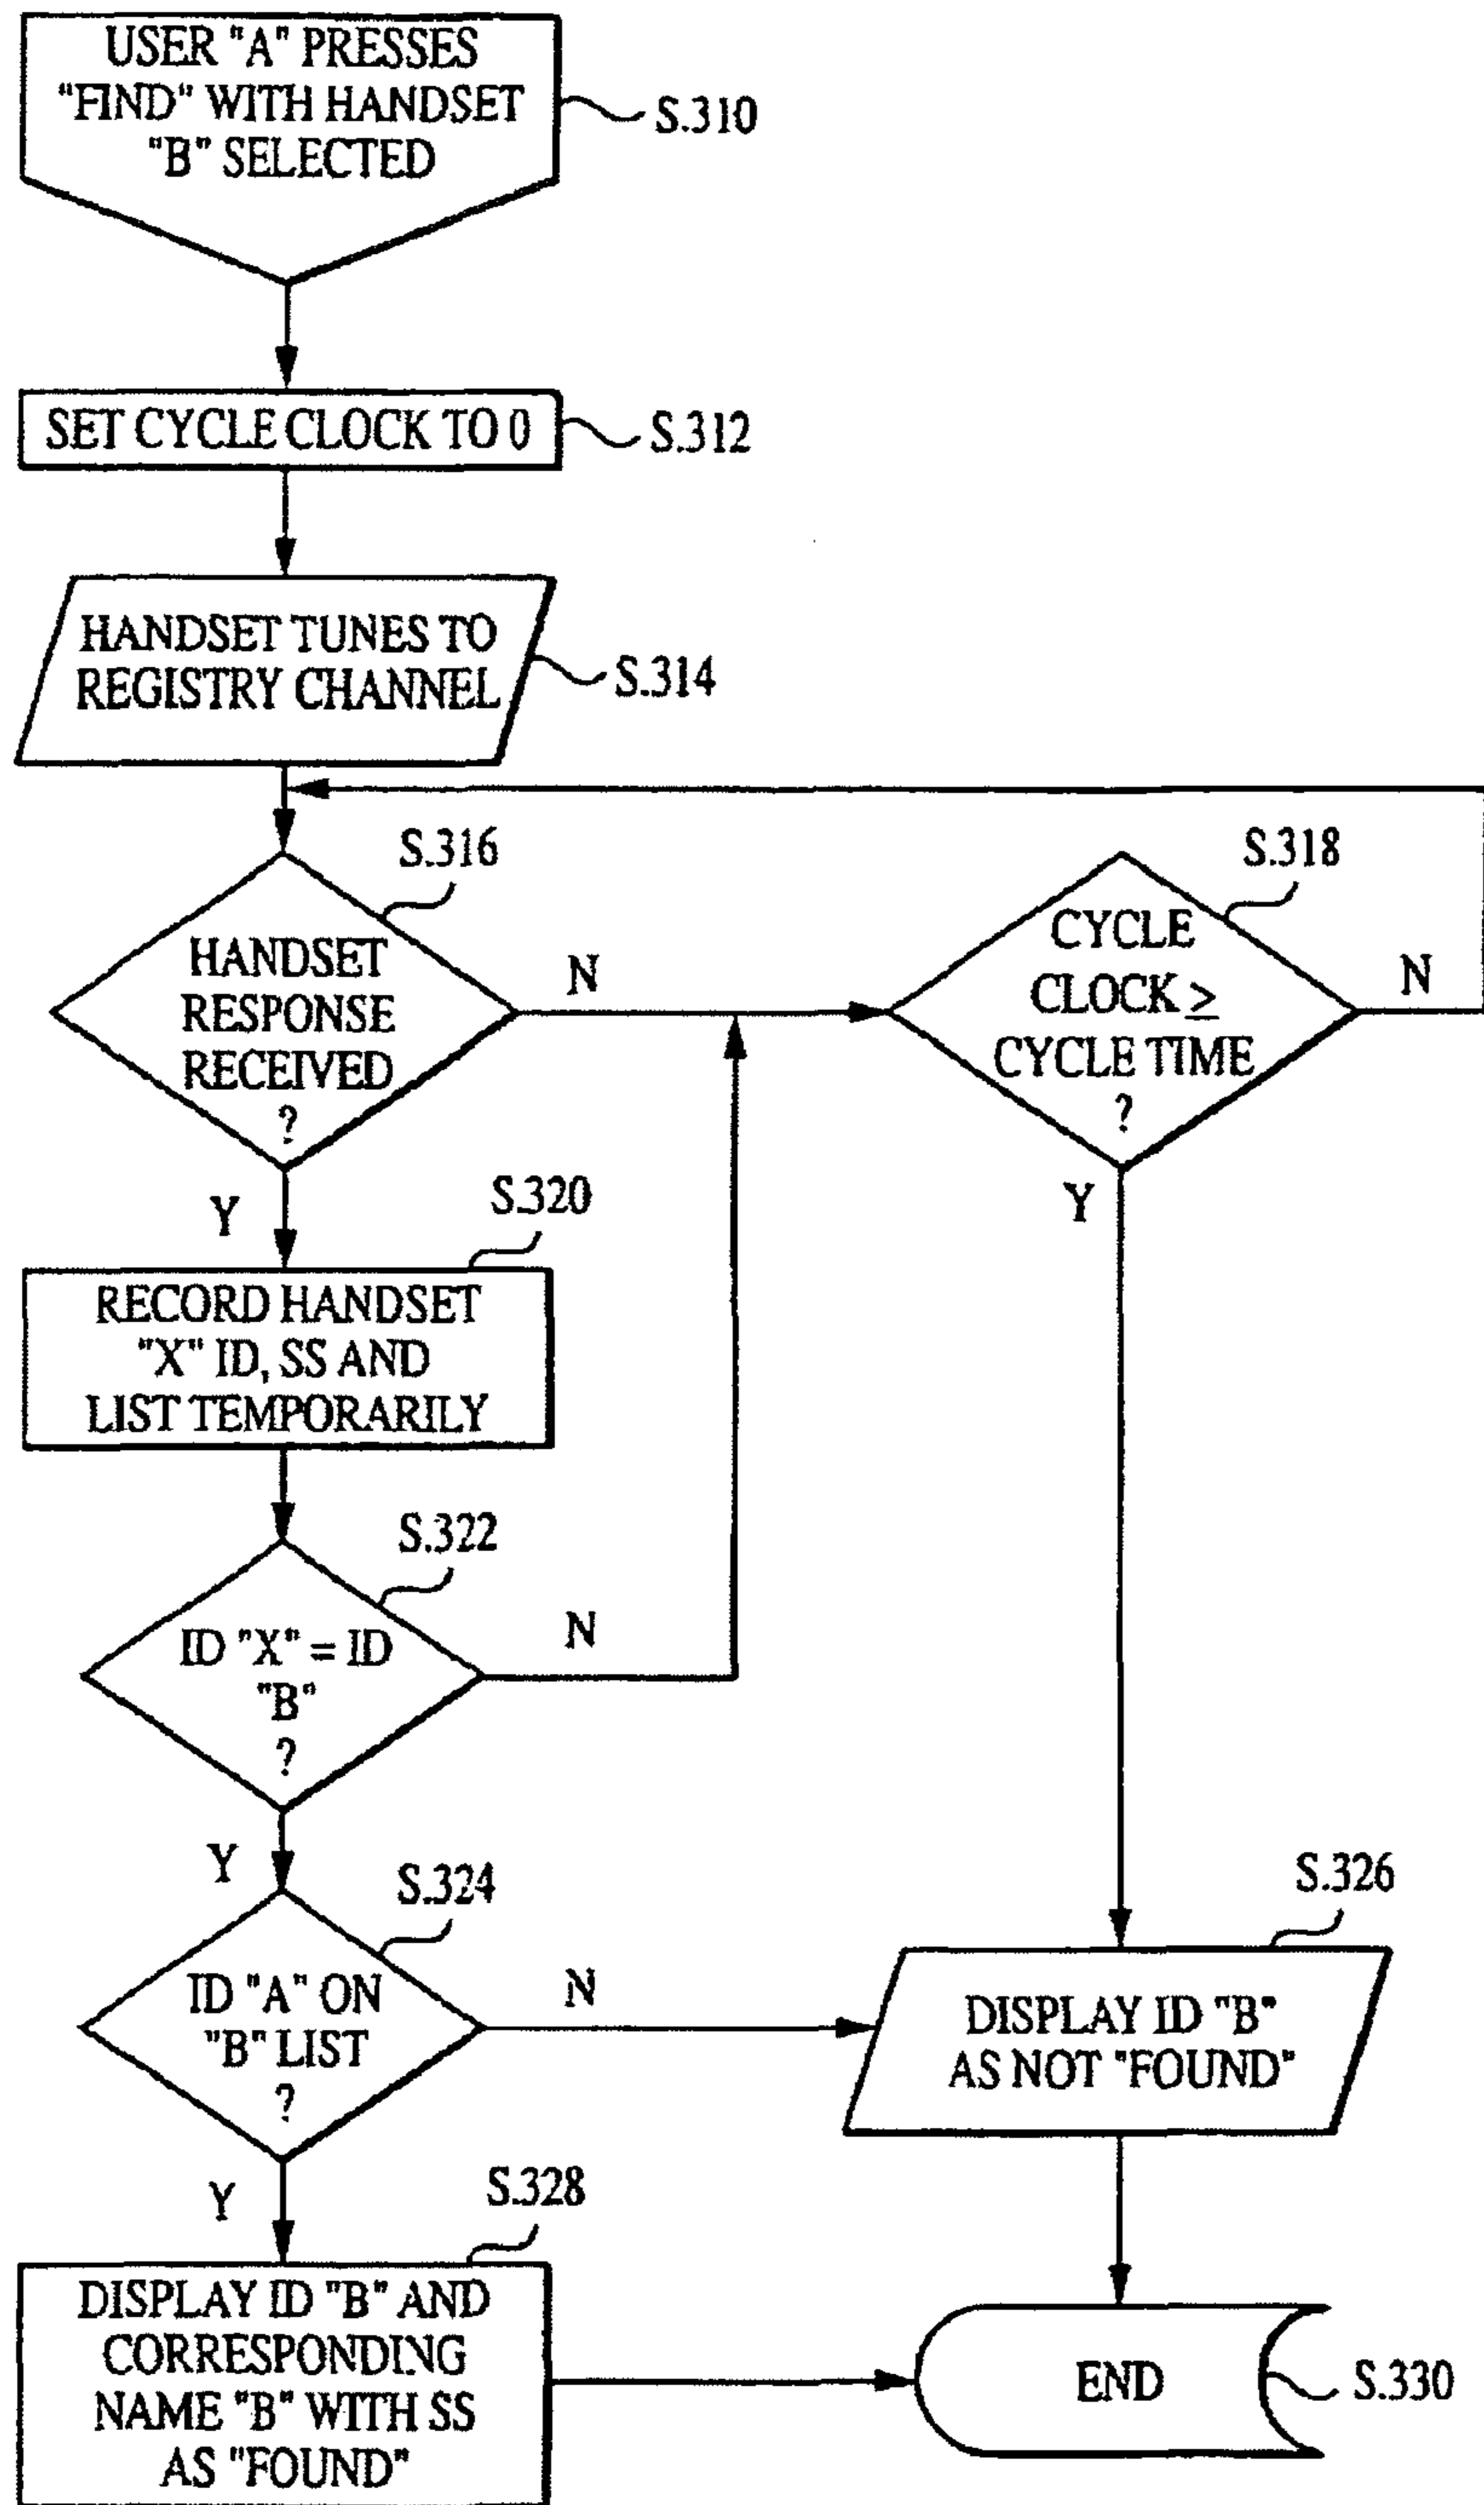 USER "A" PRESSES
"FIND" WITH HANDSET
"B" SELECTED
S.310
SET CYCLE CLOCK TO 0
S.312
HANDSET TUNES TO
REGISTRY CHANNEL
S.314
S.316
HANDSET
RESPONSE
RECEIVED
?
N
Y
S.318
CYCLE
CLOCK ≥
CYCLE TIME
?
N
Y
S.320
RECORD HANDSET
"X" ID, SS AND
LIST TEMPORARILY
S.322
ID "X" = ID
"B"
?
N
Y
S.324
ID "A" ON
"B" LIST
?
N
Y
S.326
DISPLAY ID "B"
AS NOT "FOUND"
S.328
DISPLAY ID "B" AND
CORRESPONDING
NAME "B" WITH SS
AS "FOUND"
END
S.330